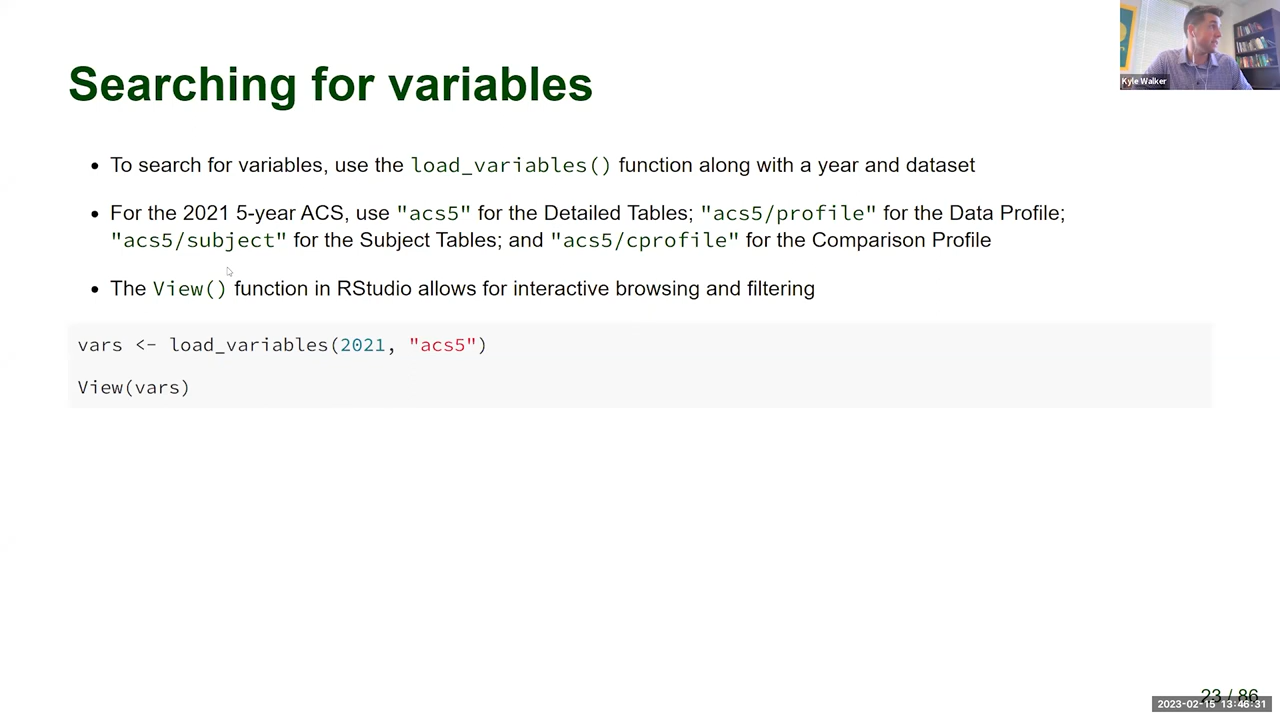 Searching for variables
Kyle Walker
• To search for variables, use the load_variables() function along with a year and dataset
• For the 2021 5-year ACS, use "acs5" for the Detailed Tables; "acs5/profile" for the Data Profile;
"acs5/subject" for the Subject Tables; and "acs5/cprofile" for the Comparison Profile
• The View() function in RStudio allows for interactive browsing and filtering
vars <- load_variables(2021, "acs5")
View(vars)
23 / 86
2023-02-15 13:46:31